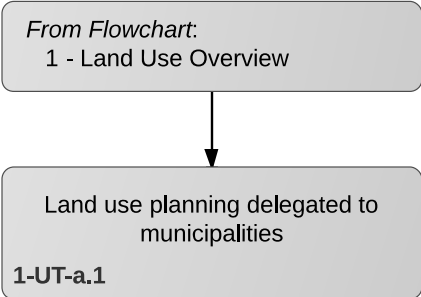 From Flowchart:
1 - Land Use Overview
Land use planning delegated to
municipalities
1-UT-a.1